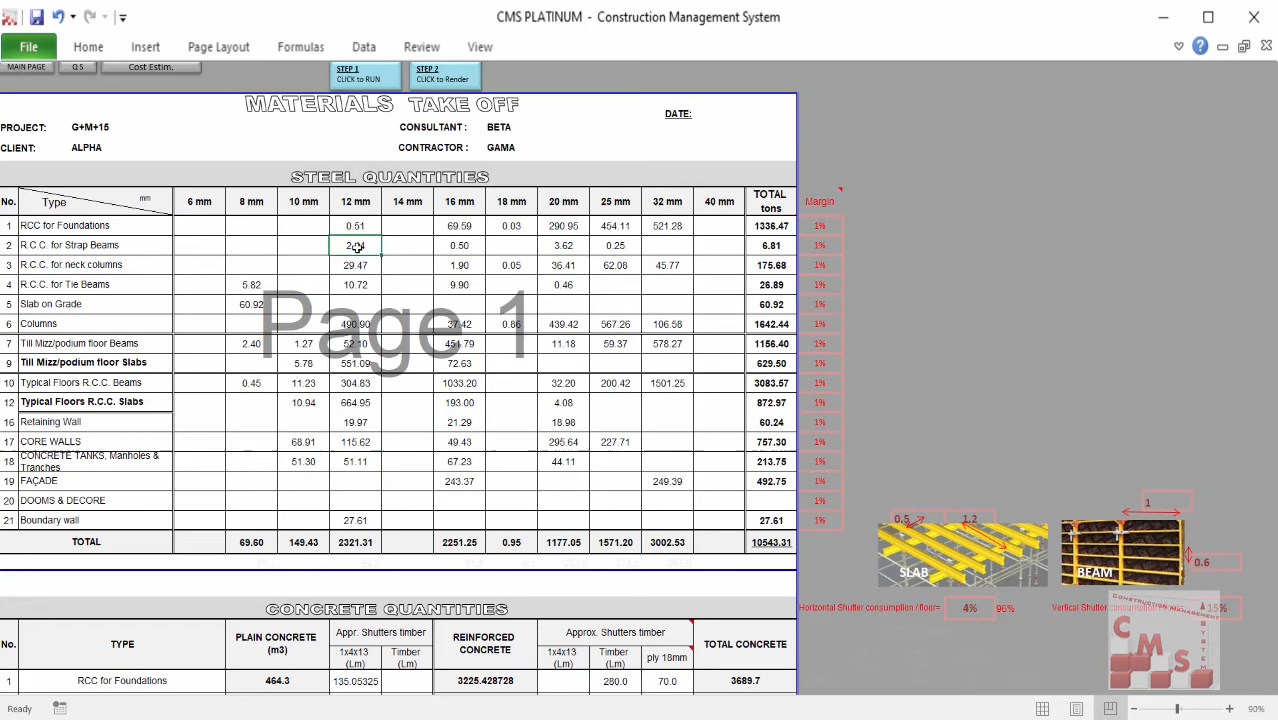 CMS PLATINUM - Construction Management System
File Home Insert Page Layout Formulas Data Review View
MAIN PAGE Q S Cost Estim.
STEP 1
CLICK to RUN
STEP 2
CLICK to Render
MATERIALS TAKE OFF
DATE:
PROJECT: G+M+15 CONSULTANT : BETA
CLIENT: ALPHA CONTRACTOR : GAMA
STEEL QUANTITIES
No. Type mm 6 mm 8 mm 10 mm 12 mm 14 mm 16 mm 18 mm 20 mm 25 mm 32 mm 40 mm TOTAL tons Margin
1 RCC for Foundations 0.51 69.59 0.03 290.95 454.11 521.28 1336.47 1%
2 R.C.C. for Strap Beams 0.50 3.62 0.25 6.81 1%
3 R.C.C. for neck columns 29.47 1.90 0.05 36.41 62.08 45.77 175.68 1%
4 R.C.C. for Tie Beams 5.82 10.72 9.90 0.46 26.89 1%
5 Slab on Grade 60.92 60.92 1%
Page 1
6 Columns 490.90 37.42 0.86 439.42 567.26 106.58 1642.44 1%
7 Till Mizz/podium floor Beams 2.40 1.27 52.10 451.79 11.18 59.37 578.27 1156.40 1%
9 Till Mizz/podium floor Slabs 5.78 551.09 72.63 629.50 1%
10 Typical Floors R.C.C. Beams 0.45 11.23 304.83 1033.20 32.20 200.42 1501.25 3083.57 1%
12 Typical Floors R.C.C. Slabs 10.94 664.95 193.00 4.08 872.97 1%
16 Retaining Wall 19.97 21.29 18.98 60.24 1%
17 CORE WALLS 68.91 115.62 49.43 295.64 227.71 757.30 1%
18 CONCRETE TANKS, Manholes & Tranches 51.30 51.11 67.23 44.11 213.75 1%
19 FAÇADE 243.37 249.39 492.75 1%
20 DOOMS & DECORE 1%
21 Boundary wall 27.61 27.61 1%
TOTAL 69.60 149.43 2321.31 2251.25 0.95 1177.05 1571.20 3002.53 10543.31
0.5 1.2 SLAB
1 0.6 BEAM
Horizontal Shutter consumption / floor= 4% 96% Vertical Shutter 15%
CONSTRUCTION MANAGEMENT SYSTEM
CMS
CONCRETE QUANTITIES
No. TYPE PLAIN CONCRETE (m3) Appr. Shutters timber REINFORCED CONCRETE Approx. Shutters timber TOTAL CONCRETE
1x4x13 (Lm) Timber (Lm) 1x4x13 (Lm) Timber (Lm) ply 18mm
1 RCC for Foundations 464.3 135.05325 3225.428728 280.0 70.0 3689.7
Ready 90%